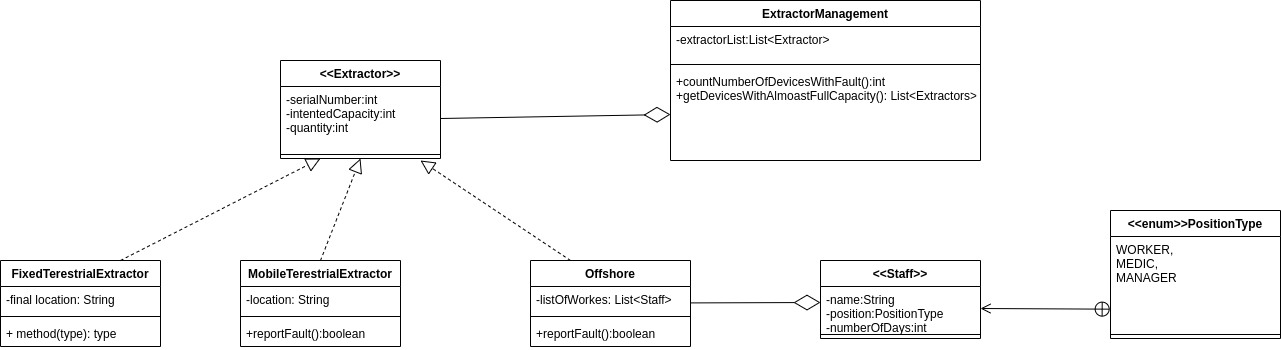 ExtractorManagement
-extractorList:List<Extractor>
+countNumberOfDevicesWithFault():int
+getDevicesWithAlmoastFullCapacity(): List<Extractors>
<<Extractor>>
-serialNumber:int
-intentedCapacity:int
-quantity:int
FixedTerestrialExtractor
-final location: String
+ method(type): type
MobileTerestrialExtractor
-location: String
+reportFault():boolean
Offshore
-listOfWorkes: List<Staff>
+reportFault():boolean
<<Staff>>
-name:String
-position:PositionType
-numberOfDays:int
<<enum>>PositionType
WORKER,
MEDIC,
MANAGER